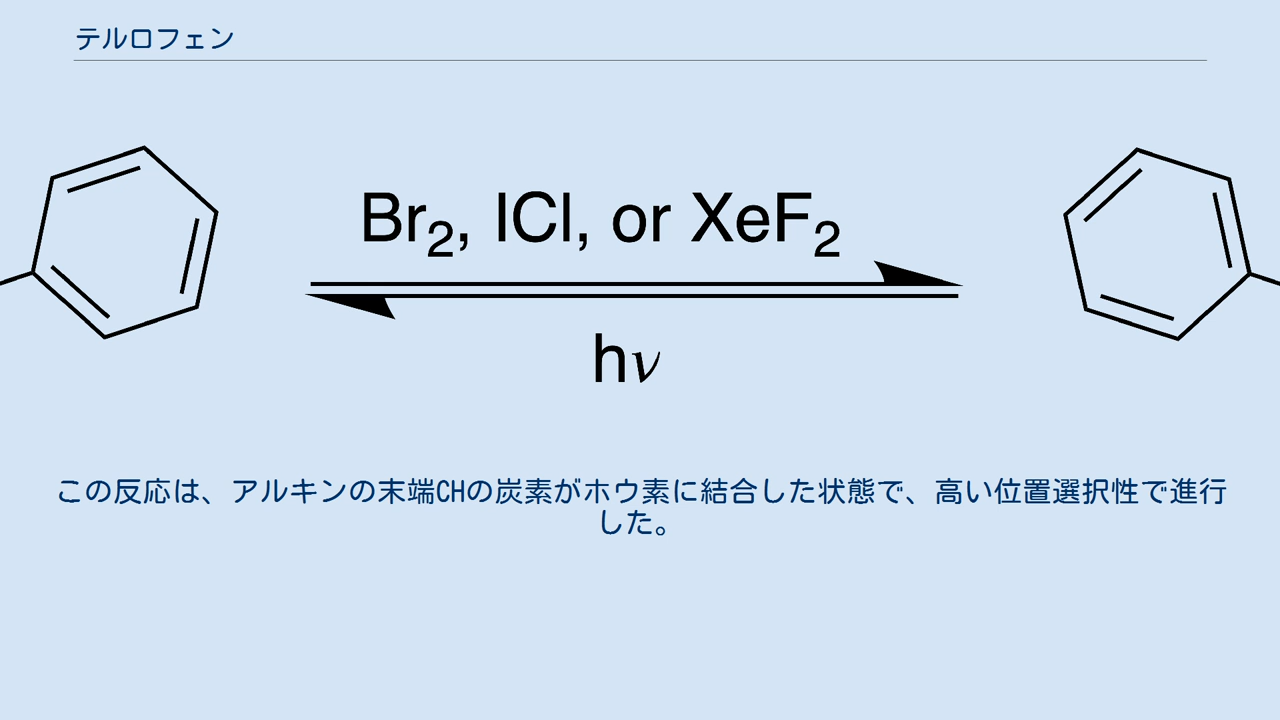 テルロフェン
Br₂, ICl, or XeF₂
hν
この反応は、アルキンの末端CHの炭素がホウ素に結合した状態で、高い位置選択性で進行
した。